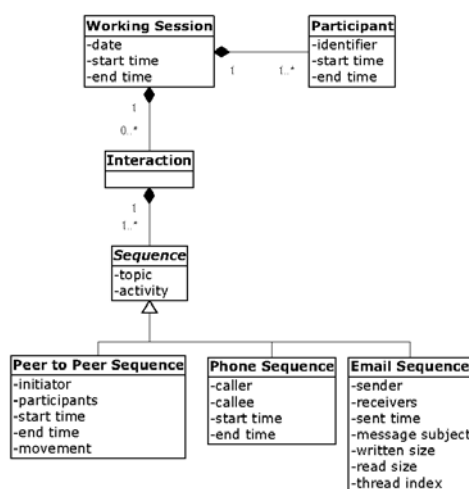 Working Session
-date
-start time
-end time
Participant
-identifier
-start time
-end time
1
1..*
1
0..*
Interaction
1
1..*
Sequence
-topic
-activity
Peer to Peer Sequence
-initiator
-participants
-start time
-end time
-movement
Phone Sequence
-caller
-callee
-start time
-end time
Email Sequence
-sender
-receivers
-sent time
-message subject
-written size
-read size
-thread index